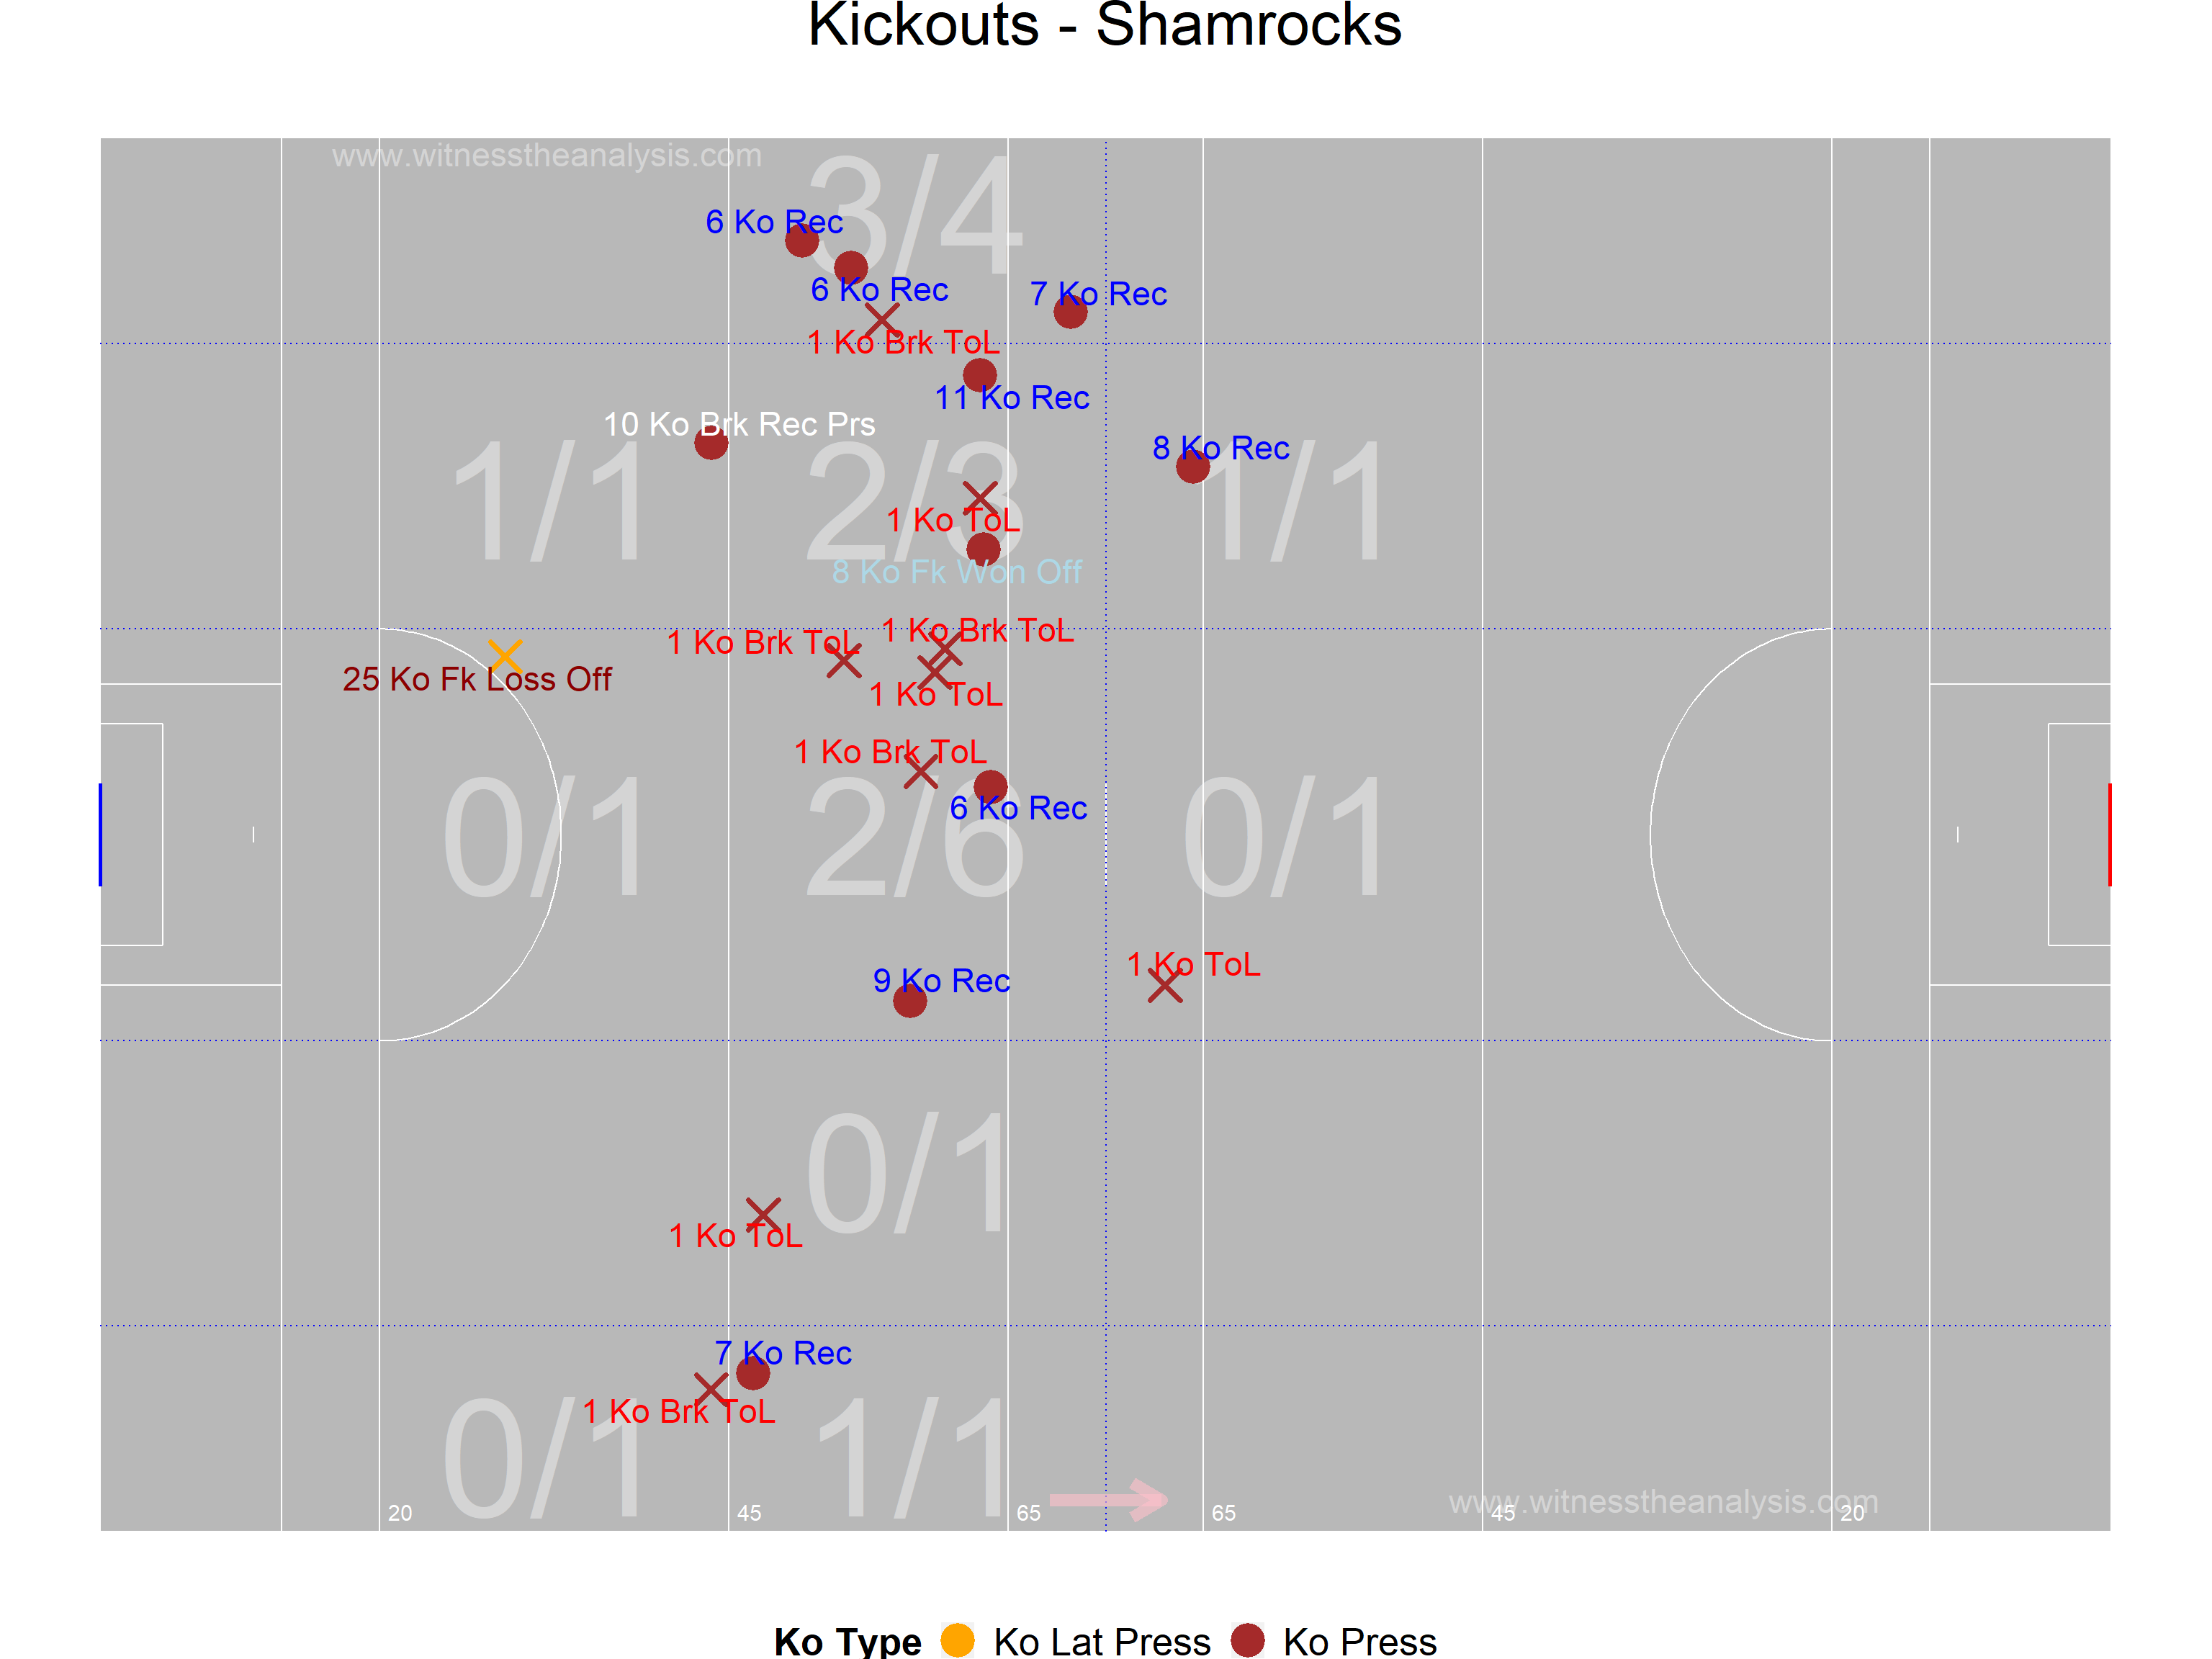 Kickouts - Shamrocks
www.witnesstheanalysis.com
3/4
6 Ko Rec
6 Ko Rec
7 Ko Rec
1 Ko Brk ToL
11 Ko Rec
10 Ko Brk Rec Prs
8 Ko Rec
1/1
2/3
1/1
1 Ko ToL
8 Ko Fk Won Off
1 Ko Brk ToL
1 Ko Brk ToL
25 Ko Fk Loss Off
1 Ko ToL
1 Ko Brk ToL
6 Ko Rec
0/1
2/6
0/1
1 Ko ToL
9 Ko Rec
0/1
1 Ko ToL
7 Ko Rec
1 Ko Brk ToL
0/1
1/1
www.witnesstheanalysis.com
20
45
65
65
45
20
Ko Type Ko Lat Press Ko Press